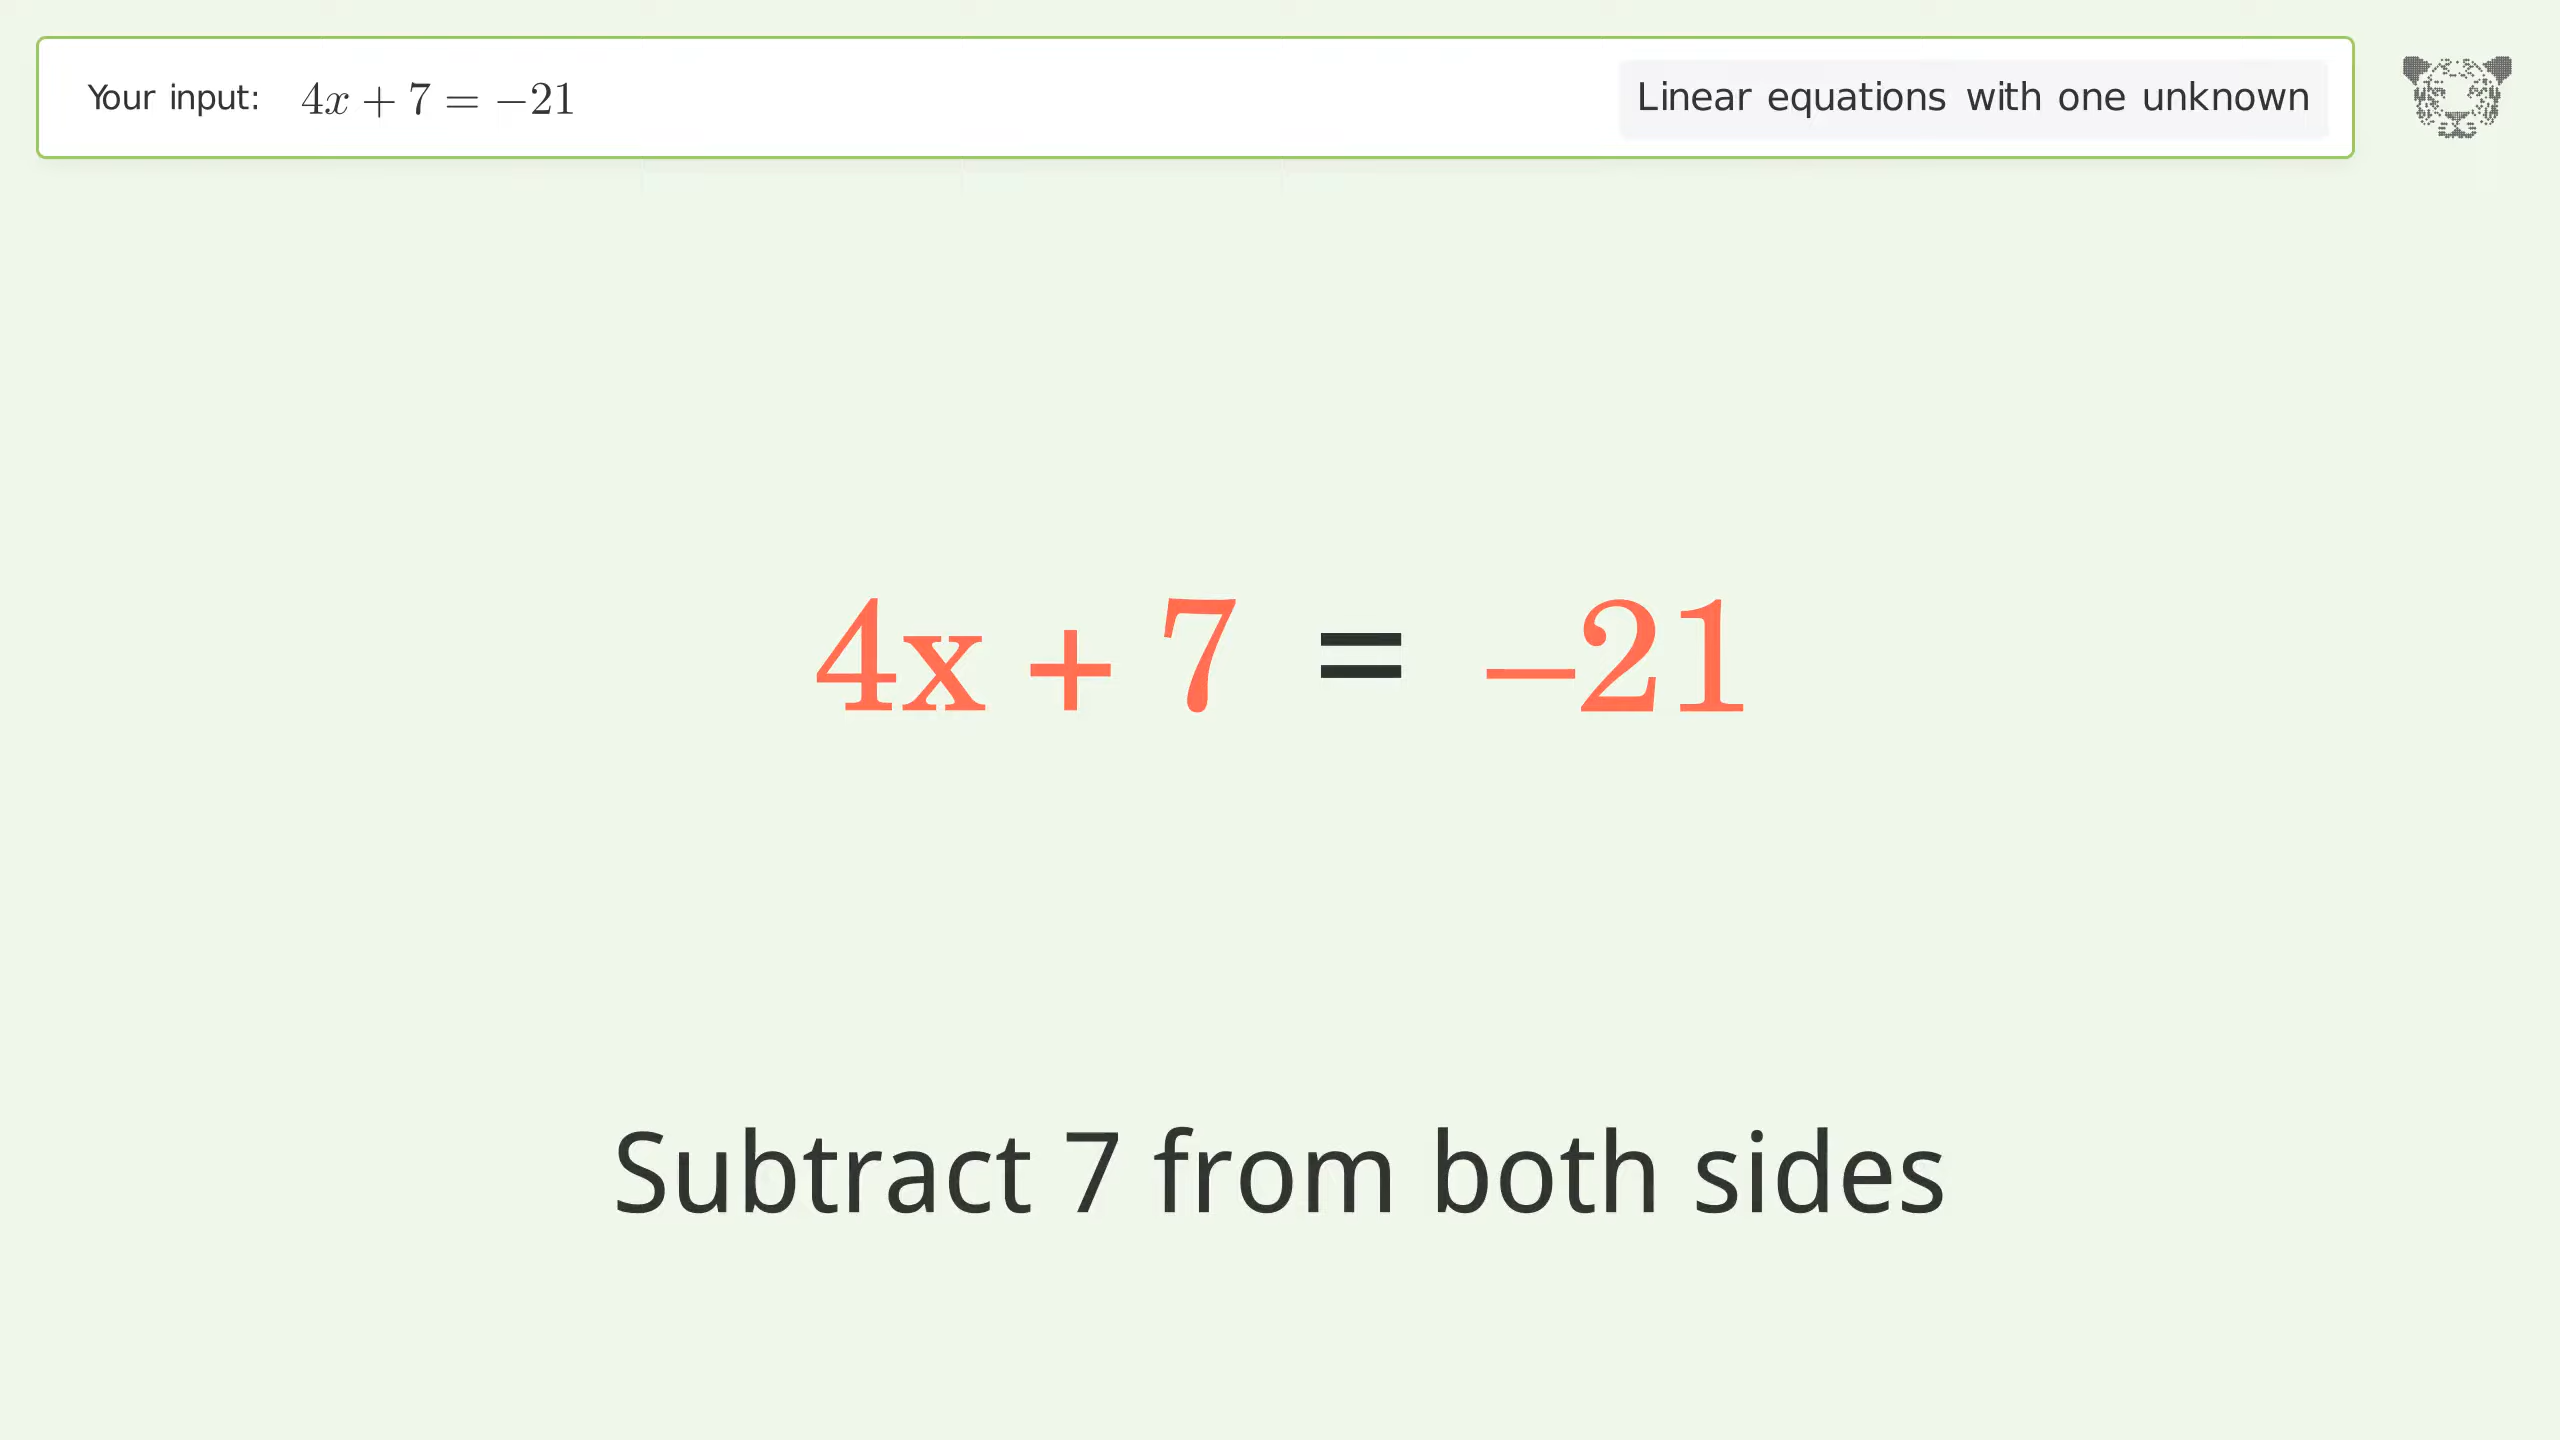 Your input: 4x + 7 = −21
Linear equations with one unknown
4x + 7 = −21
Subtract 7 from both sides